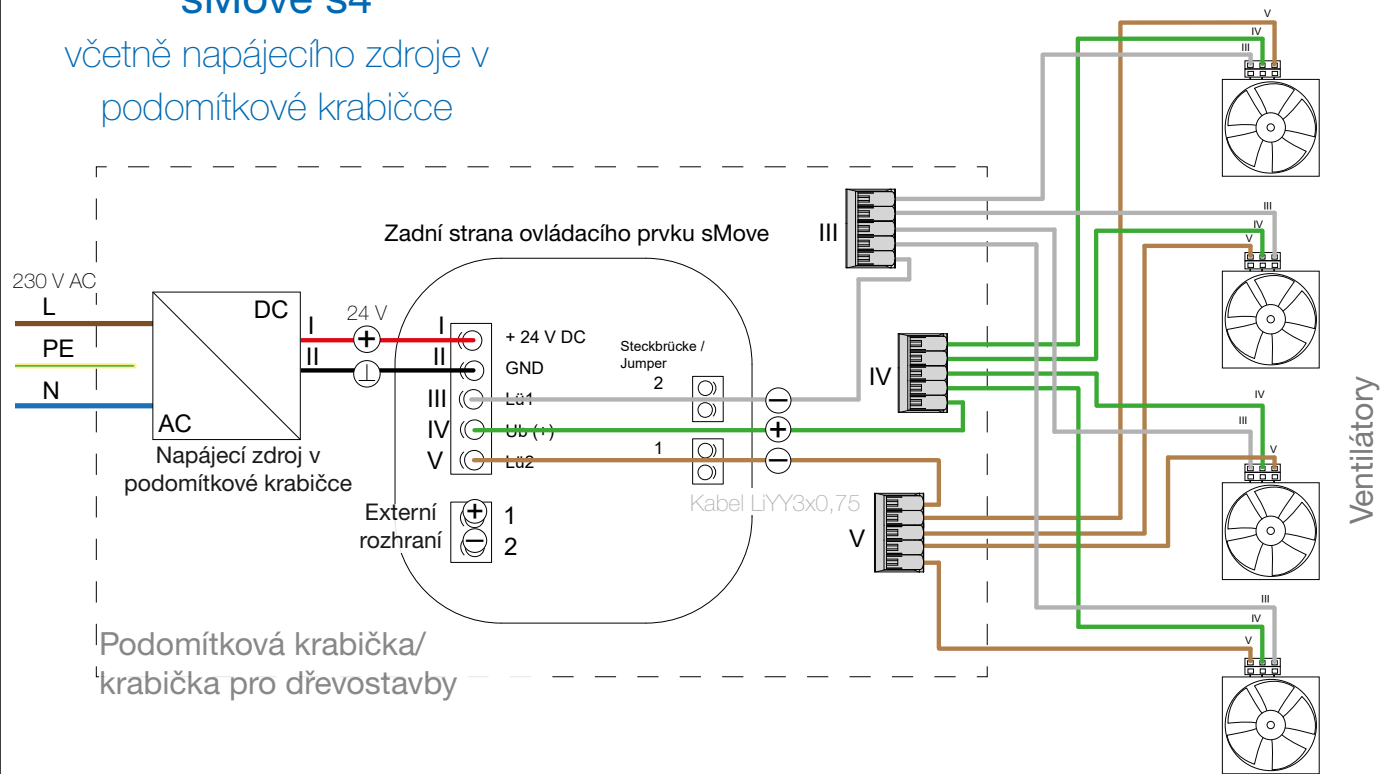 sMove s4
včetně napájecího zdroje v
podomítkové krabičce
Zadní strana ovládacího prvku sMove
230 V AC
L
PE
N
DC
AC
Napájecí zdroj v
podomítkové krabičce
24 V
I
II
+
⊥
I
II
III
IV
V
+ 24 V DC
GND
Lü1
Ub (+)
Lü2
Steckbrücke /
Jumper
2
1
−
+
−
Kabel LiYY3x0,75
Externí
rozhraní
+ 1
− 2
III
IV
V
Podomítková krabička/
krabička pro dřevostavby
V
IV
III
III
IV
V
IV
III
V
III
IV
V
Ventilátory